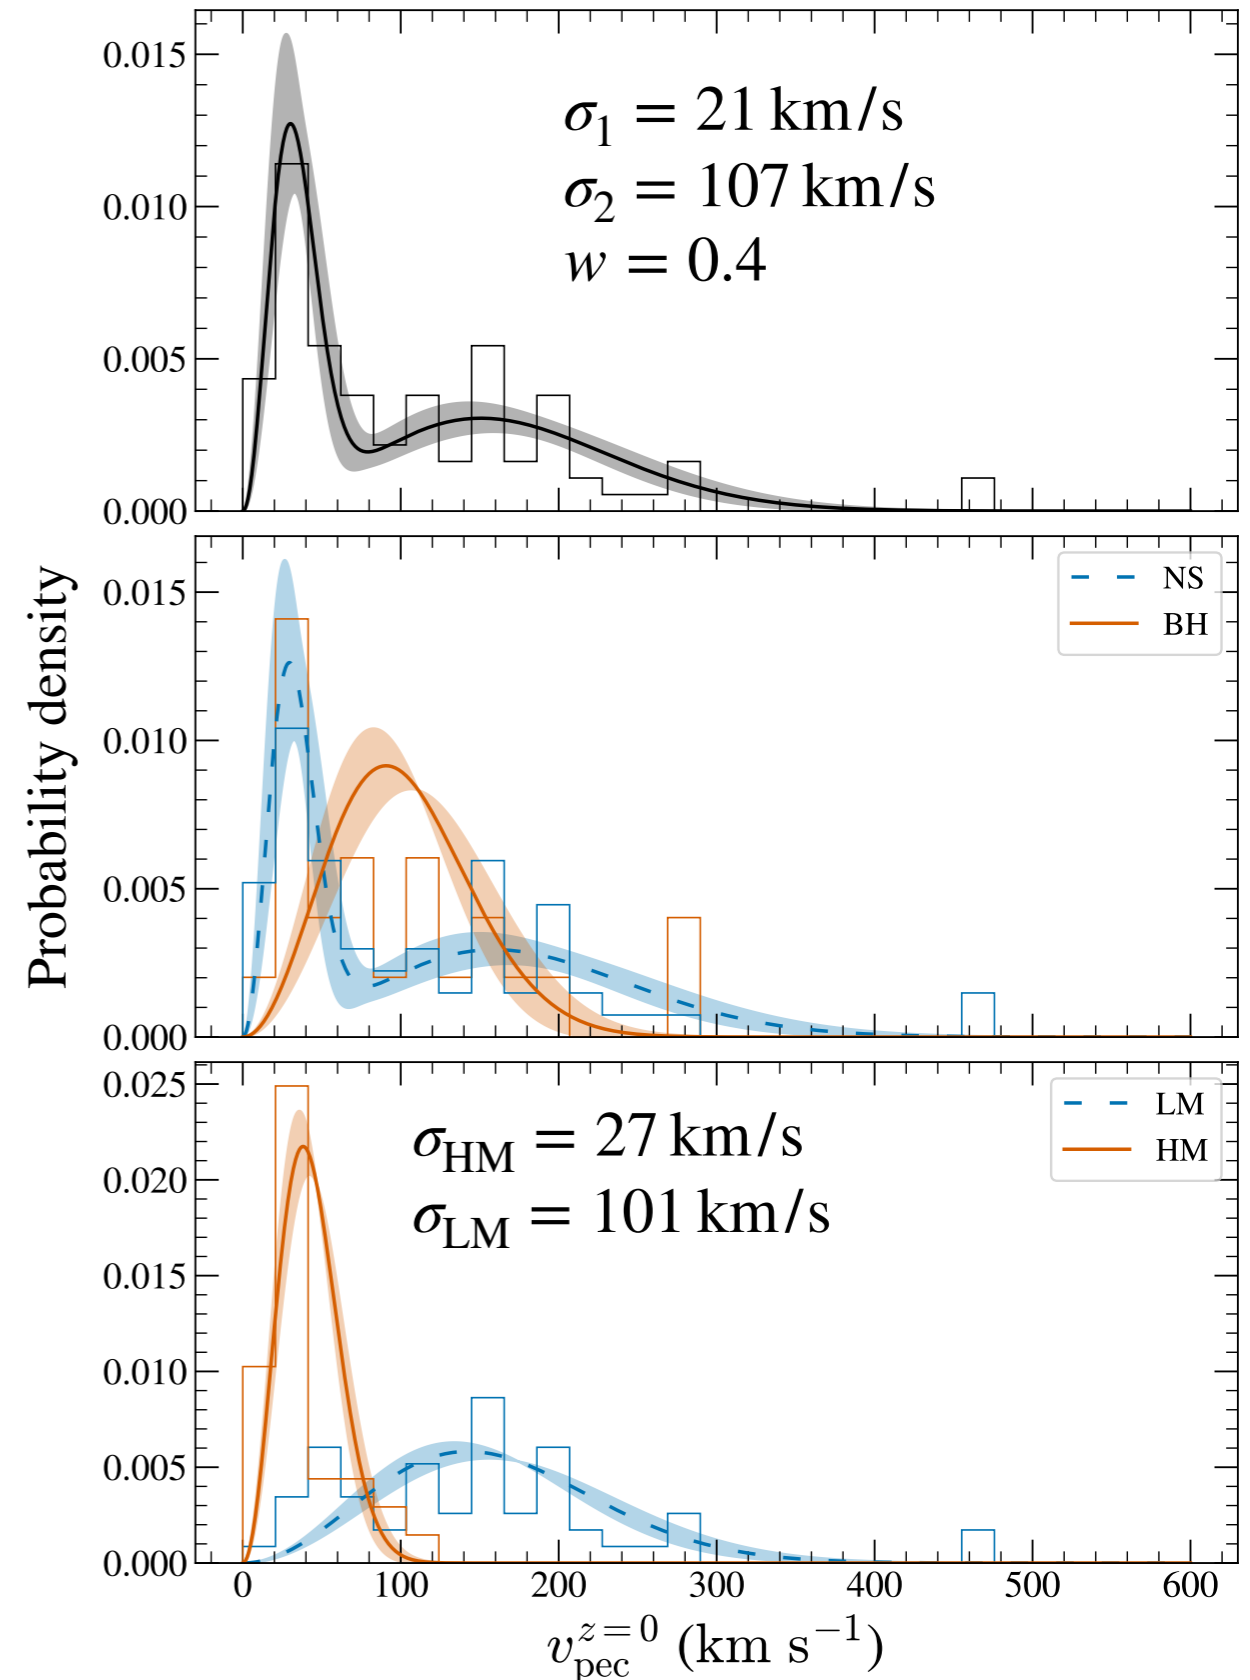 0.015
0.010
0.005
0.000
σ₁ = 21 km/s
σ₂ = 107 km/s
w = 0.4
Probability density
0.015
0.010
0.005
0.000
NS
BH
0.025
0.020
0.015
0.010
0.005
0.000
σ_HM = 27 km/s
σ_LM = 101 km/s
LM
HM
0 100 200 300 400 500 600
v_pec^{z=0} (km s⁻¹)